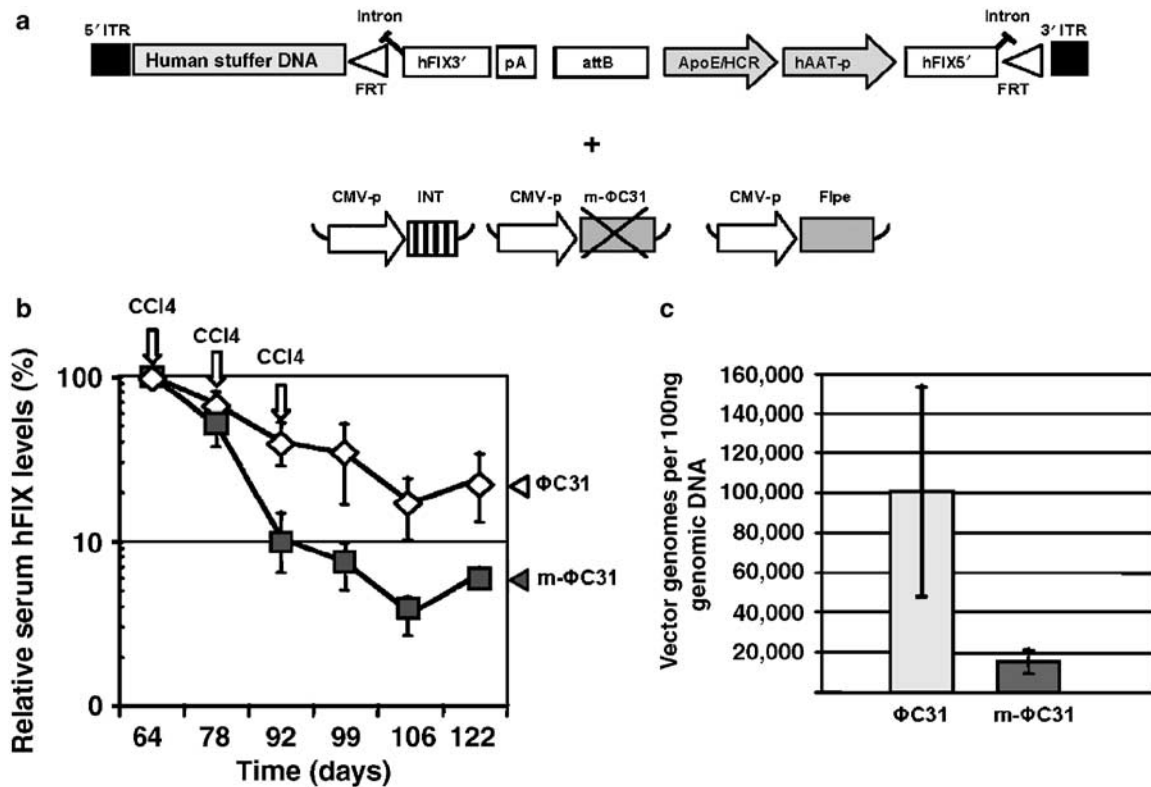 a
5′ ITR
Human stuffer DNA
FRT
Intron
hFIX3′
pA
attB
ApoE/HCR
hAAT-p
hFIX5′
Intron
FRT
3′ ITR
+
CMV-p
INT
CMV-p
m-ΦC31
CMV-p
Flpe
b
CCl4
CCl4
CCl4
Relative serum hFIX levels (%)
100
10
0
ΦC31
m-ΦC31
64 78 92 99 106 122
Time (days)
c
Vector genomes per 100ng
genomic DNA
160,000
140,000
120,000
100,000
80,000
60,000
40,000
20,000
ΦC31 m-ΦC31